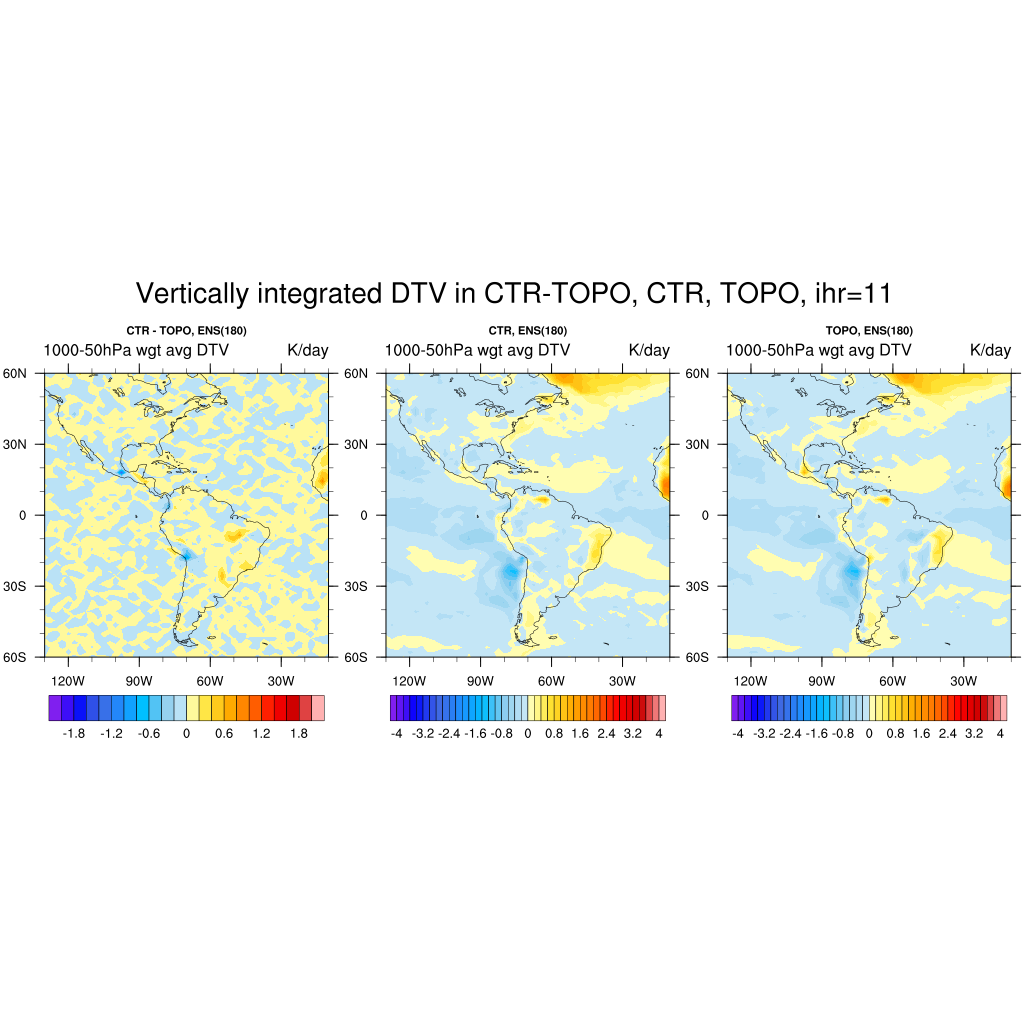 Vertically integrated DTV in CTR-TOPO, CTR, TOPO, ihr=11
CTR - TOPO, ENS(180)
1000-50hPa wgt avg DTV K/day
60N
30N
0
30S
60S
120W 90W 60W 30W
-1.8 -1.2 -0.6 0 0.6 1.2 1.8
CTR, ENS(180)
1000-50hPa wgt avg DTV K/day
60N
30N
0
30S
60S
120W 90W 60W 30W
-4 -3.2 -2.4 -1.6 -0.8 0 0.8 1.6 2.4 3.2 4
TOPO, ENS(180)
1000-50hPa wgt avg DTV K/day
60N
30N
0
30S
60S
120W 90W 60W 30W
-4 -3.2 -2.4 -1.6 -0.8 0 0.8 1.6 2.4 3.2 4